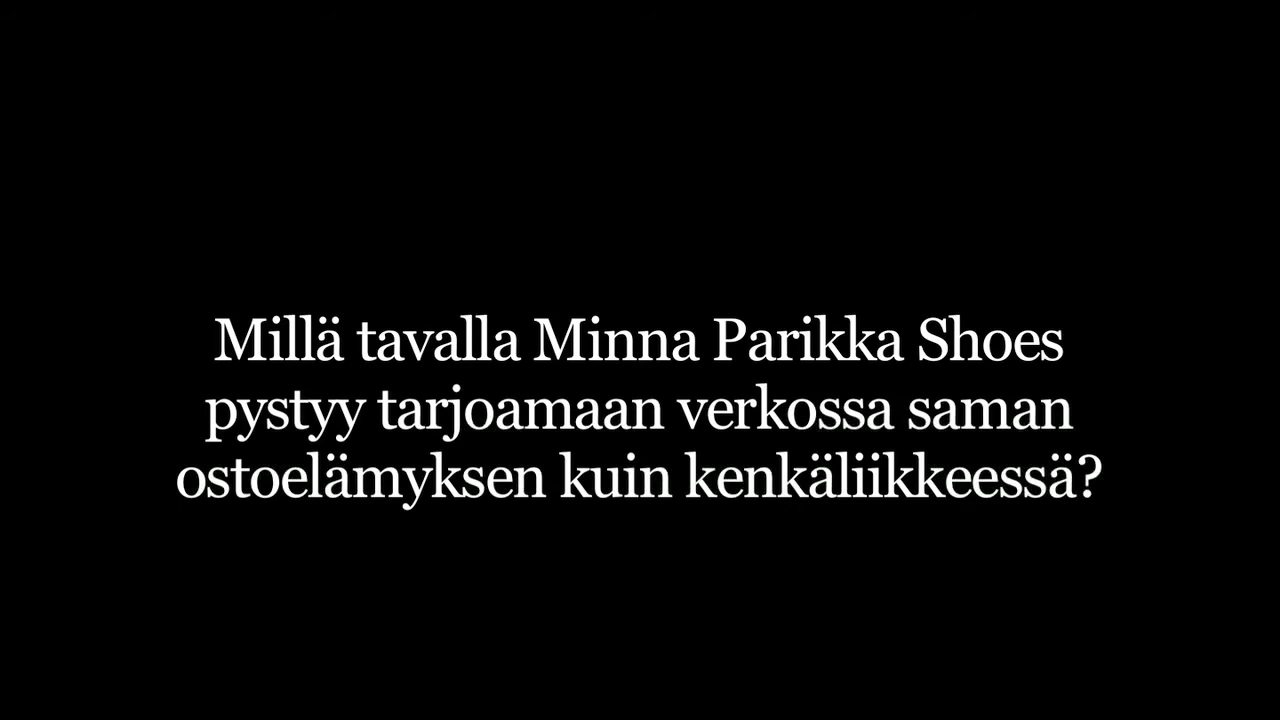 Millä tavalla Minna Parikka Shoes
pystyy tarjoamaan verkossa saman
ostoelämyksen kuin kenkäliikkeessä?